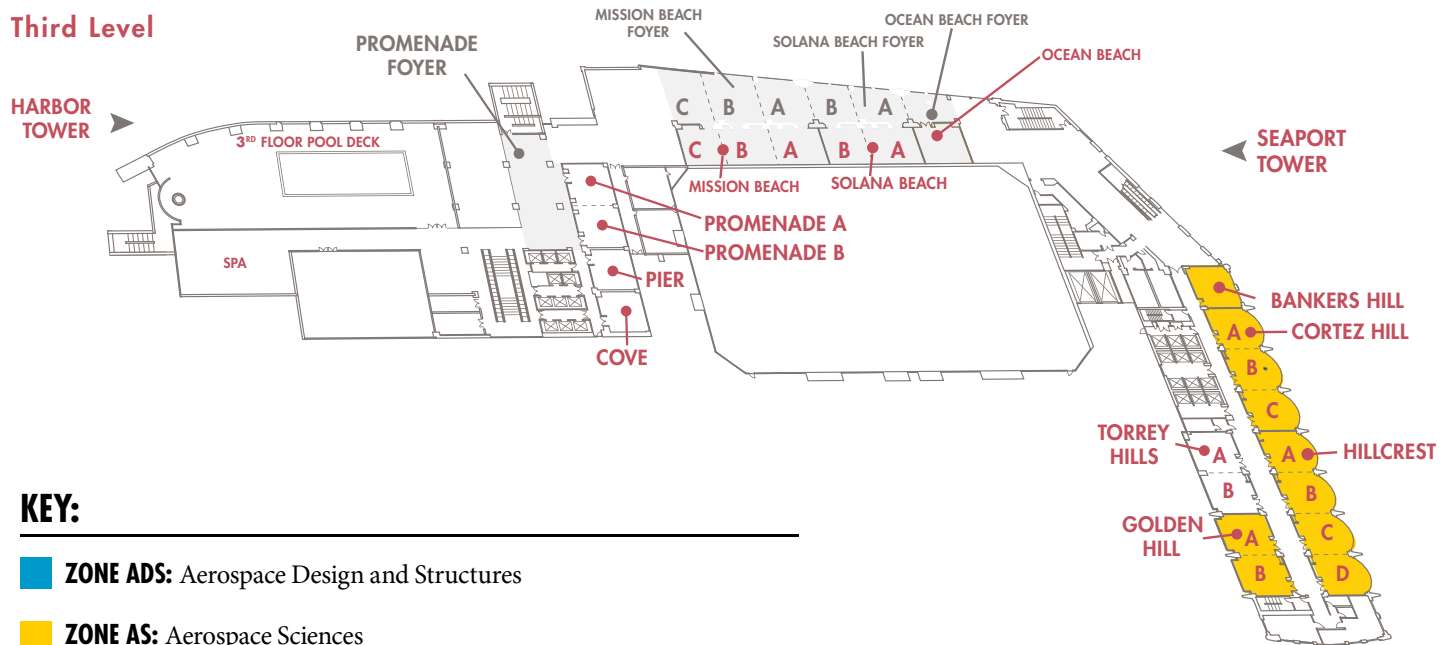 Third Level
MISSION BEACH
FOYER
OCEAN BEACH FOYER
SOLANA BEACH FOYER
PROMENADE
FOYER
OCEAN BEACH
HARBOR
TOWER
3RD FLOOR POOL DECK
C B A B A
C B A B A
SEAPORT
TOWER
MISSION BEACH
SOLANA BEACH
PROMENADE A
PROMENADE B
SPA
PIER
COVE
BANKERS HILL
A
CORTEZ HILL
B
C
TORREY
HILLS
A
B
A
HILLCREST
B
C
D
GOLDEN
HILL
A
B
KEY:
ZONE ADS: Aerospace Design and Structures
ZONE AS: Aerospace Sciences